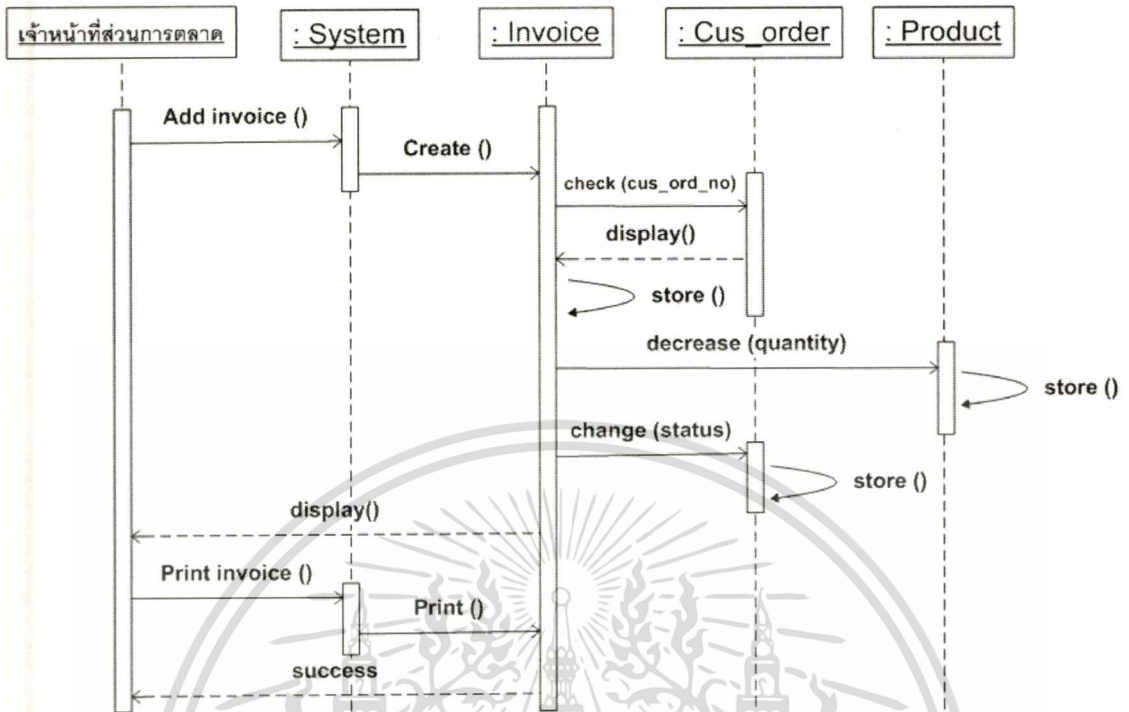 เจ้าหน้าที่ส่วนการตลาด
: System
: Invoice
: Cus_order
: Product
Add invoice ()
Create ()
check (cus_ord_no)
display()
store ()
decrease (quantity)
store ()
change (status)
store ()
display()
Print invoice ()
Print ()
success